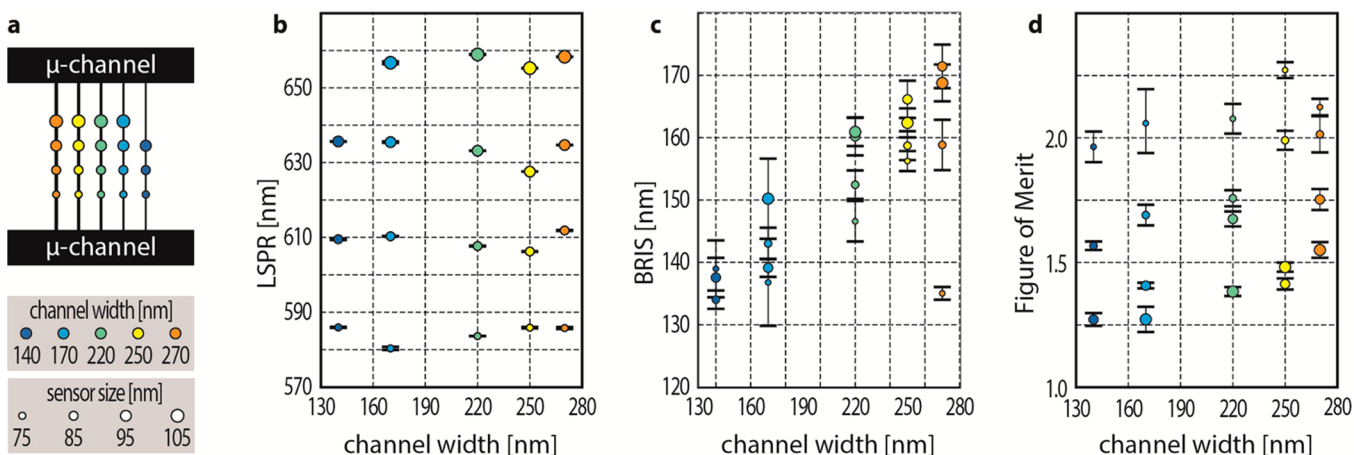 a
μ-channel
μ-channel
channel width [nm]
140 170 220 250 270
sensor size [nm]
75 85 95 105
b
LSPR [nm]
650
630
610
590
570
130 160 190 220 250 280
channel width [nm]
c
BRIS [nm]
170
160
150
140
130
120
130 160 190 220 250 280
channel width [nm]
d
Figure of Merit
2.0
1.5
1.0
130 160 190 220 250 280
channel width [nm]